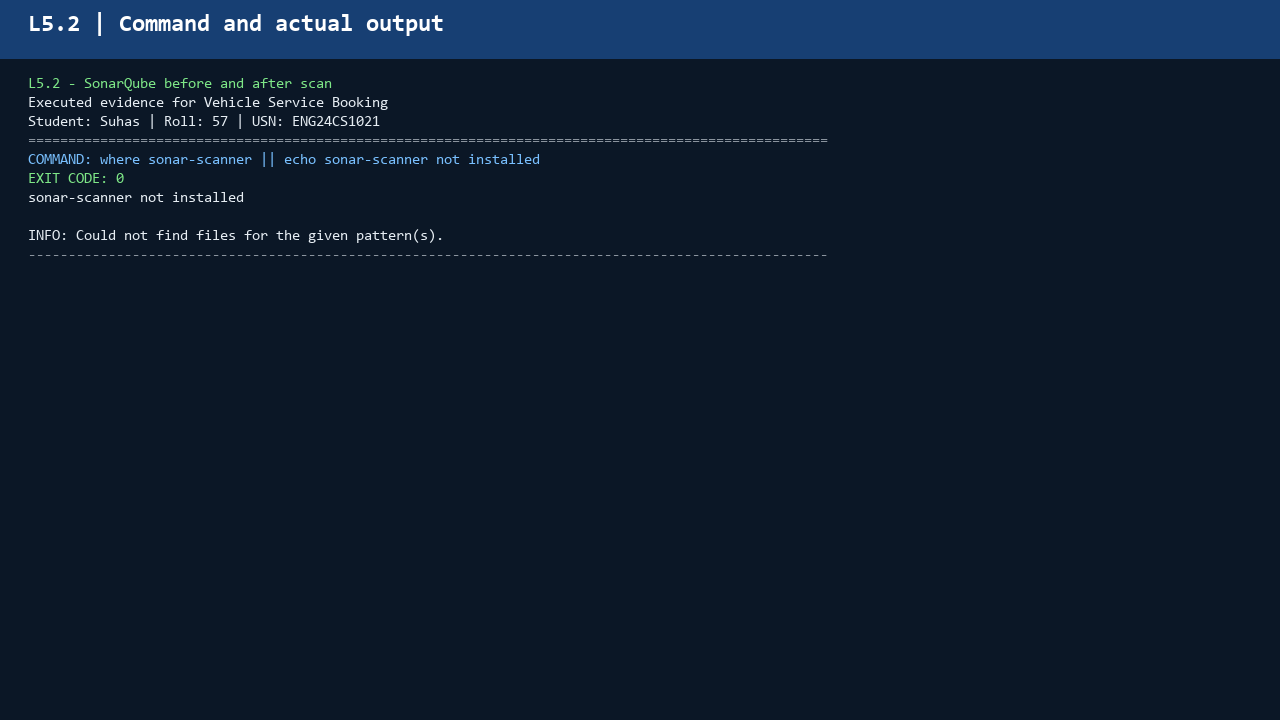 L5.2 | Command and actual output
L5.2 - SonarQube before and after scan
Executed evidence for Vehicle Service Booking
Student: Suhas | Roll: 57 | USN: ENG24CS1021
====================================================================================================
COMMAND: where sonar-scanner || echo sonar-scanner not installed
EXIT CODE: 0
sonar-scanner not installed
INFO: Could not find files for the given pattern(s).
----------------------------------------------------------------------------------------------------